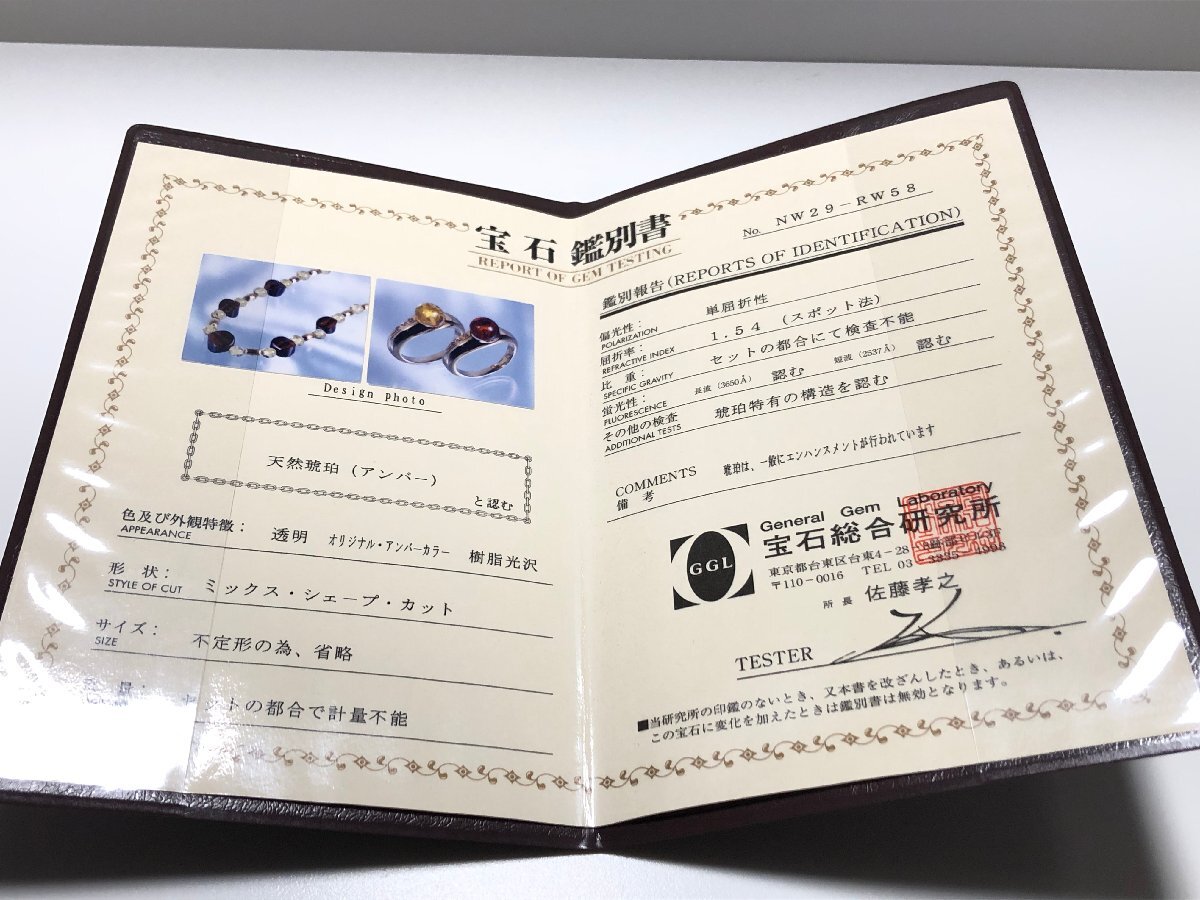 宝石 鑑別書
REPORT OF GEM TESTING
Design photo
天然琥珀（アンバー）
と認む
色及び外観特徴： 透明 オリジナル・アンバーカラー 樹脂光沢
APPEARANCE
形 状： ミックス・シェープ・カット
STYLE OF CUT
サイズ： 不定形の為、省略
SIZE
量： セットの都合で計量不能
No. NW29-RW58
鑑別報告(REPORTS OF IDENTIFICATION)
偏光性： 単屈折性
POLARIZATION
屈折率： 1.54 (スポット法)
REFRACTIVE INDEX
比 重： セットの都合にて検査不能
SPECIFIC GRAVITY
蛍光性： 長波（3650Å） 認む 短波（2537Å） 認む
FLUORESCENCE
その他の検査 琥珀特有の構造を認む
ADDITIONAL TESTS
COMMENTS 琥珀は、一般にエンハンスメントが行われています
備 考
GGL
General Gem Laboratory
宝石総合研究所
東京都台東区台東4-28
〒110-0016 TEL 03
所長 佐藤孝之
TESTER
■当研究所の印鑑のないとき、又本書を改ざんしたとき、あるいは、
この宝石に変化を加えたときは鑑別書は無効となります。